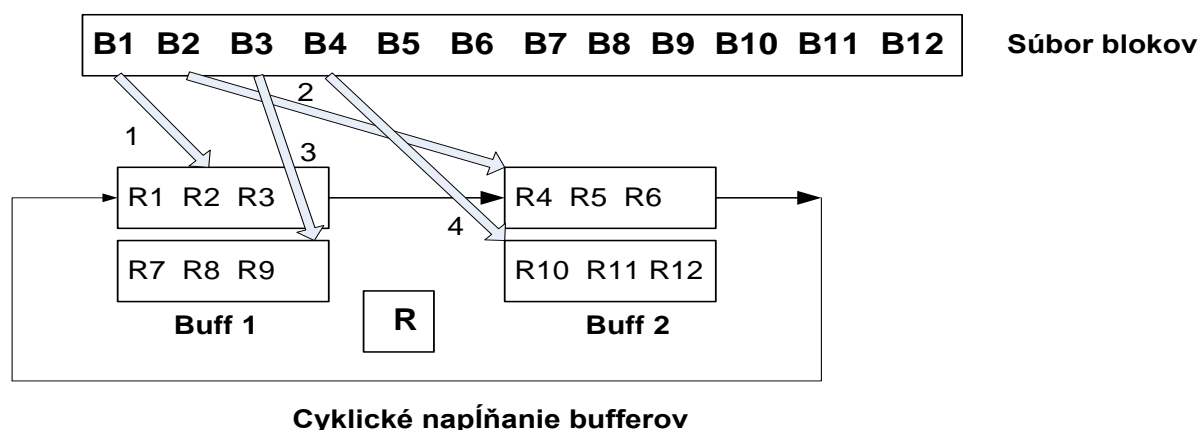 B1 B2 B3 B4 B5 B6 B7 B8 B9 B10 B11 B12
Súbor blokov
2
1
3
R1 R2 R3
R4 R5 R6
4
R7 R8 R9
R10 R11 R12
R
Buff 1
Buff 2
Cyklické napĺňanie bufferov